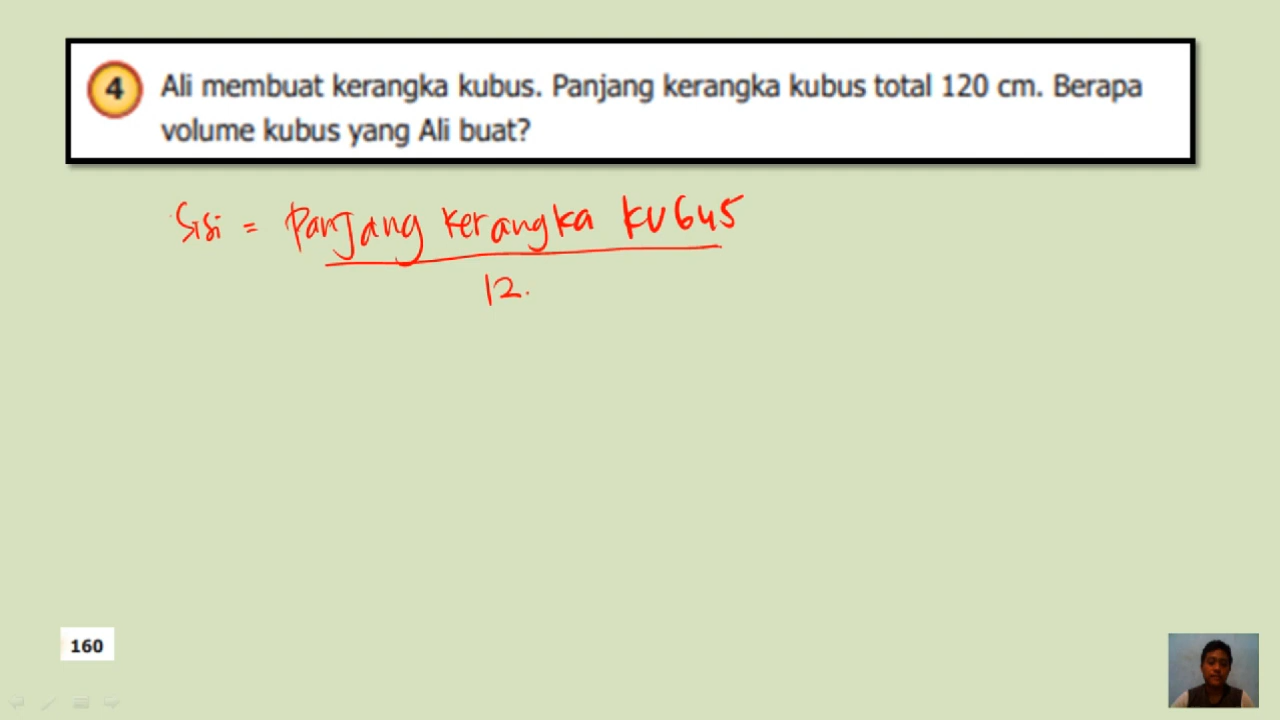 4 Ali membuat kerangka kubus. Panjang kerangka kubus total 120 cm. Berapa
volume kubus yang Ali buat?
Sisi = Panjang kerangka kubus
12.
160